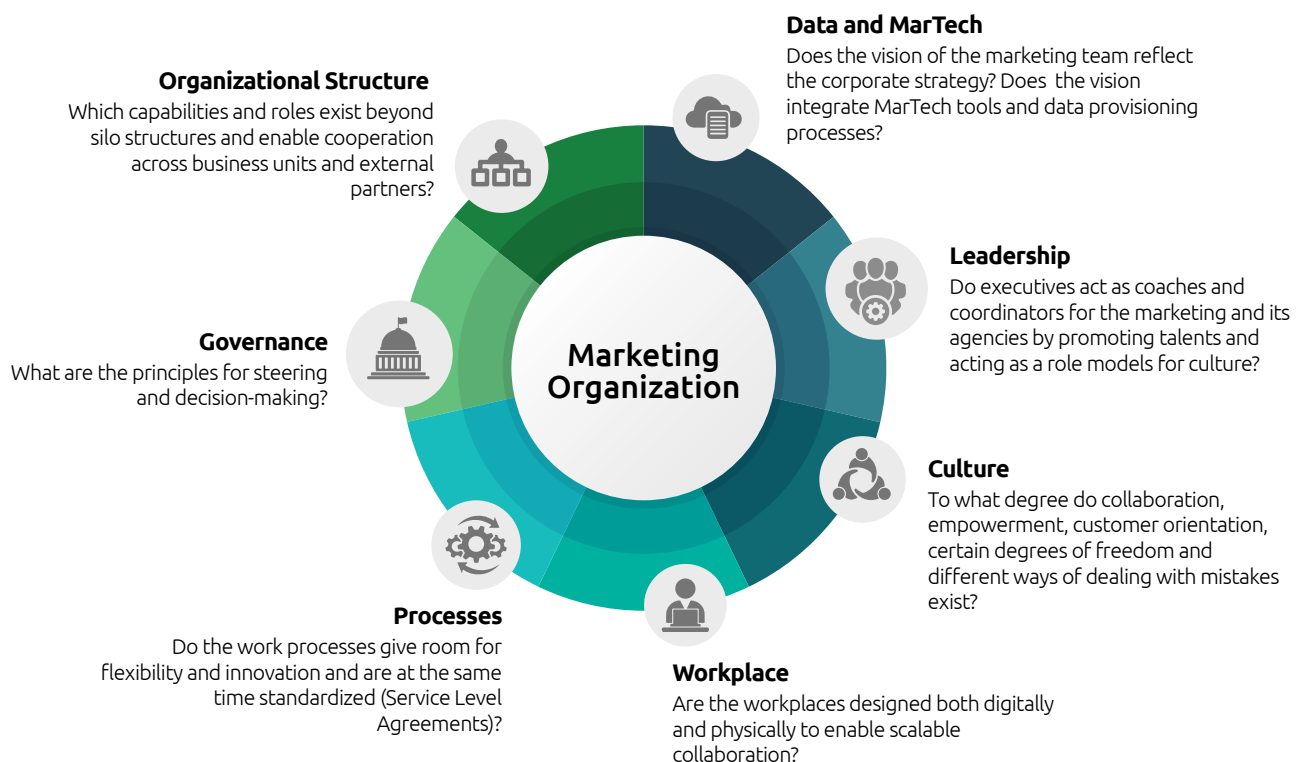 Data and MarTech
Does the vision of the marketing team reflect
the corporate strategy? Does the vision
integrate MarTech tools and data provisioning
processes?
Leadership
Do executives act as coaches and
coordinators for the marketing and its
agencies by promoting talents and
acting as a role models for culture?
Culture
To what degree do collaboration,
empowerment, customer orientation,
certain degrees of freedom and
different ways of dealing with mistakes
exist?
Workplace
Are the workplaces designed both digitally
and physically to enable scalable
collaboration?
Processes
Do the work processes give room for
flexibility and innovation and are at the same
time standardized (Service Level
Agreements)?
Governance
What are the principles for steering
and decision-making?
Organizational Structure
Which capabilities and roles exist beyond
silo structures and enable cooperation
across business units and external
partners?
Marketing
Organization